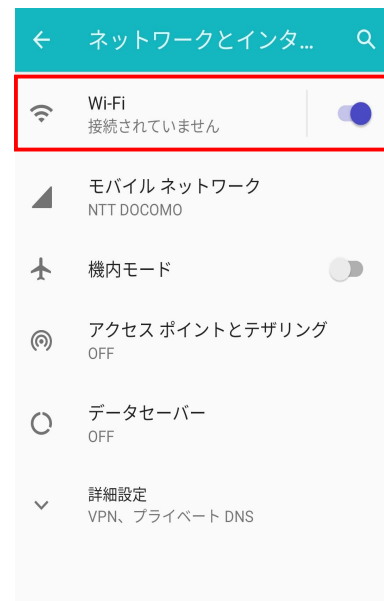 ネットワークとインタ...
Wi-Fi
接続されていません
モバイル ネットワーク
NTT DOCOMO
機内モード
アクセス ポイントとテザリング
OFF
データセーバー
OFF
詳細設定
VPN、プライベート DNS